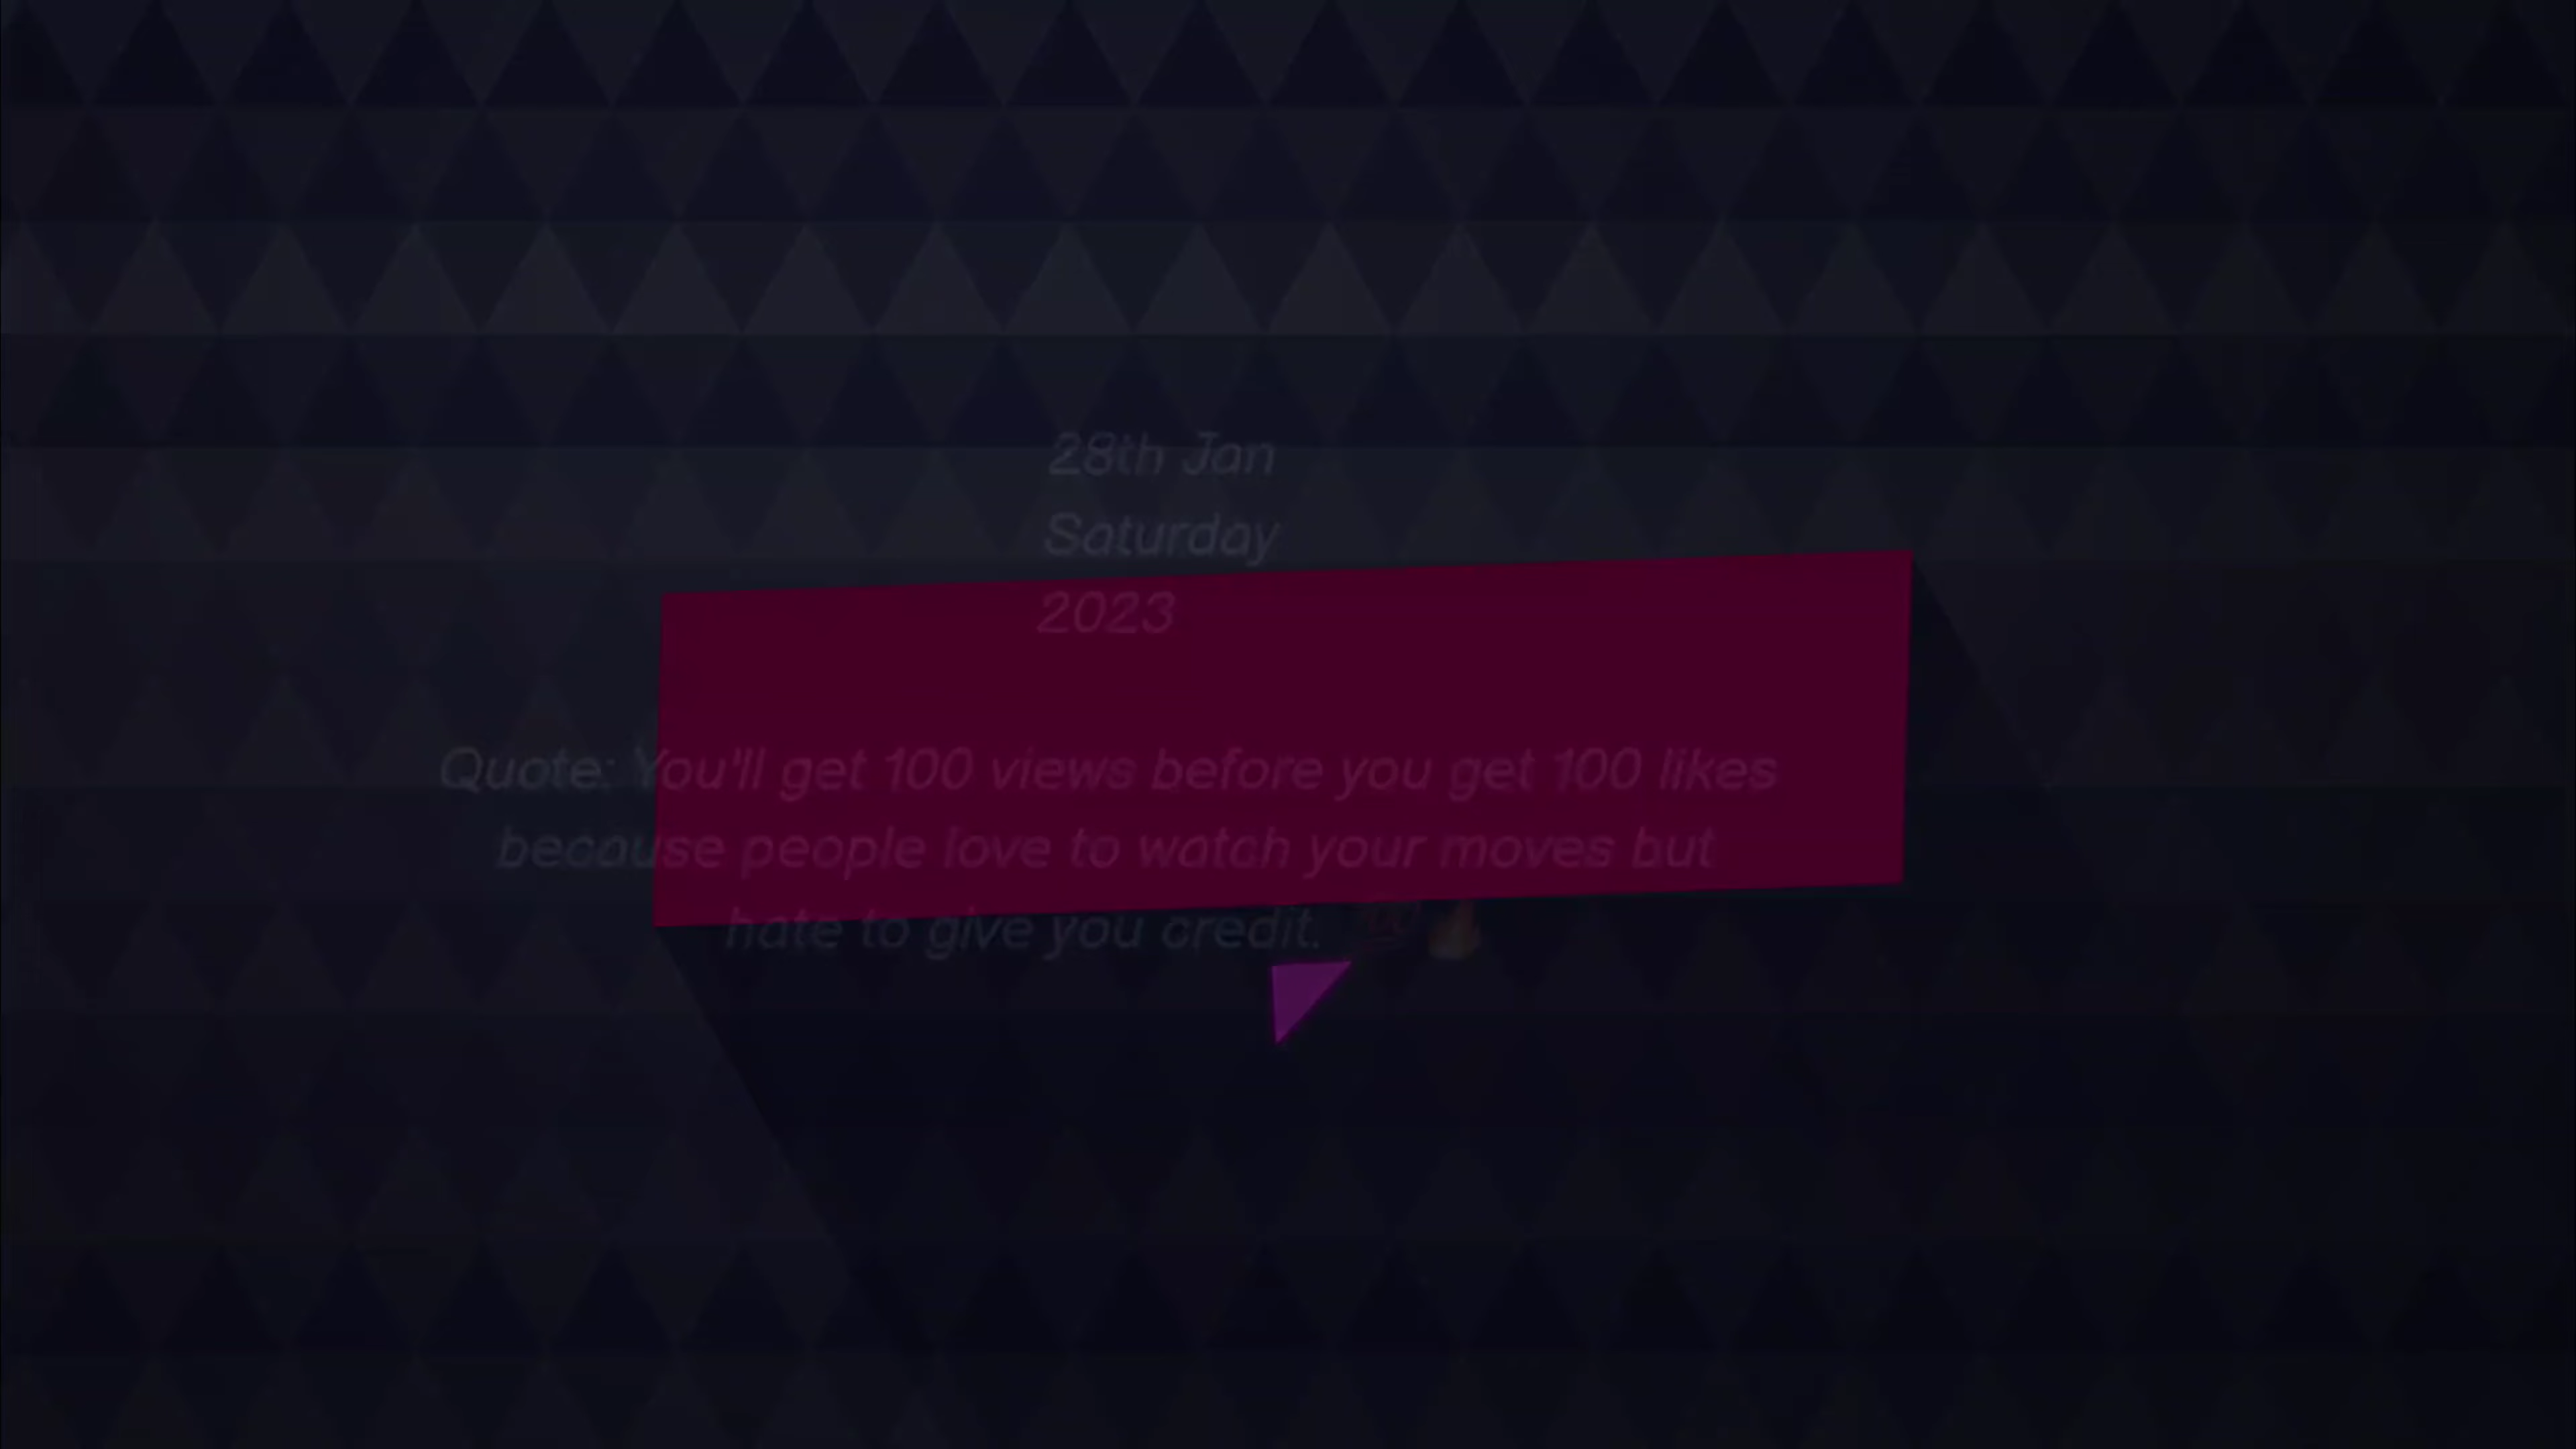 28th Jan
Saturday
2023
Quote: You'll get 100 views before you get 100 likes
because people love to watch your moves but
hate to give you credit. 💯🔥